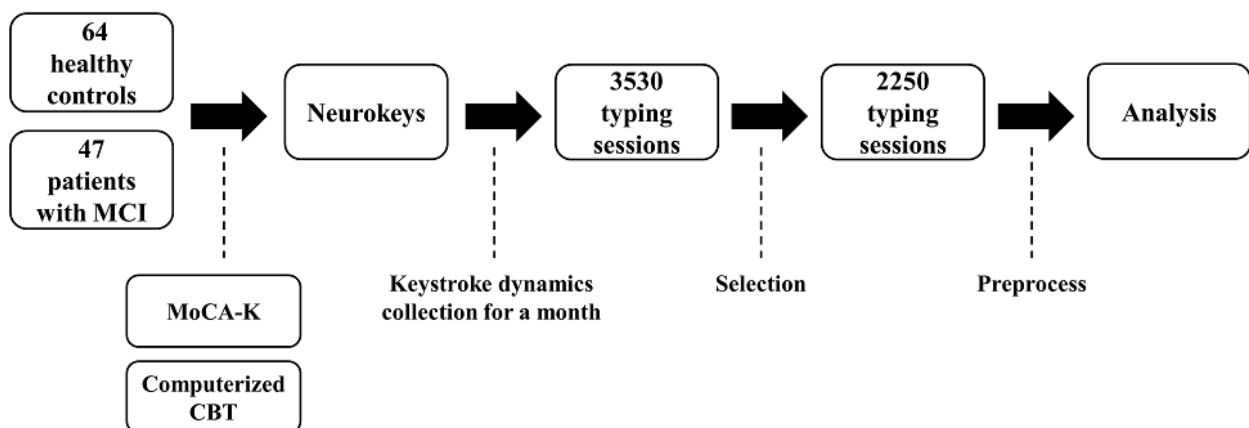 64
healthy
controls
47
patients
with MCI
Neurokeys
3530
typing
sessions
2250
typing
sessions
Analysis
MoCA-K
Computerized
CBT
Keystroke dynamics
collection for a month
Selection
Preprocess